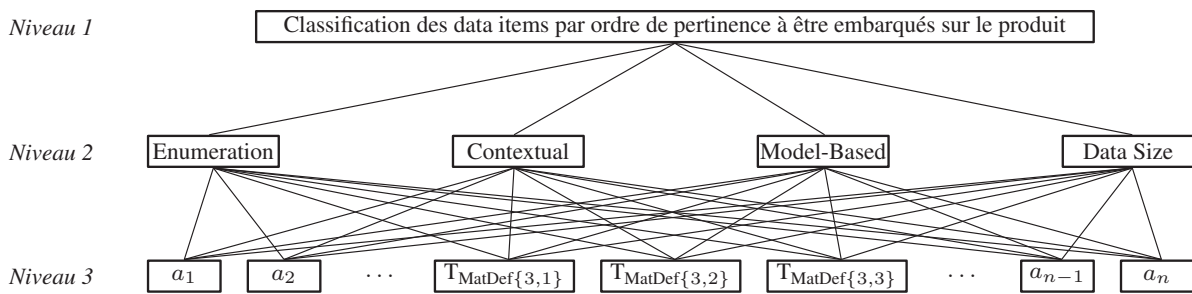 Niveau 1 Classification des data items par ordre de pertinence à être embarqués sur le produit
Niveau 2 Enumeration Contextual Model-Based Data Size
Niveau 3 a1 a2 ... TMatDef{3,1} TMatDef{3,2} TMatDef{3,3} ... an−1 an